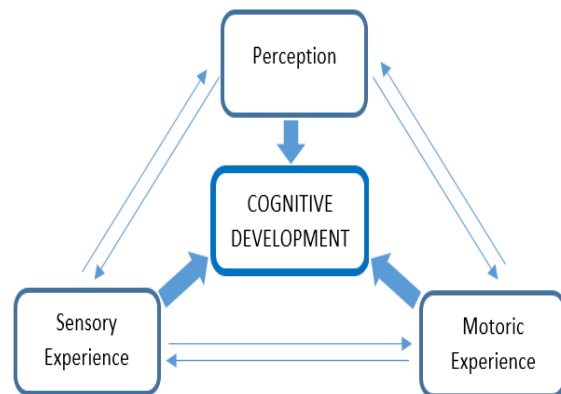 Perception
COGNITIVE
DEVELOPMENT
Sensory
Experience
Motoric
Experience